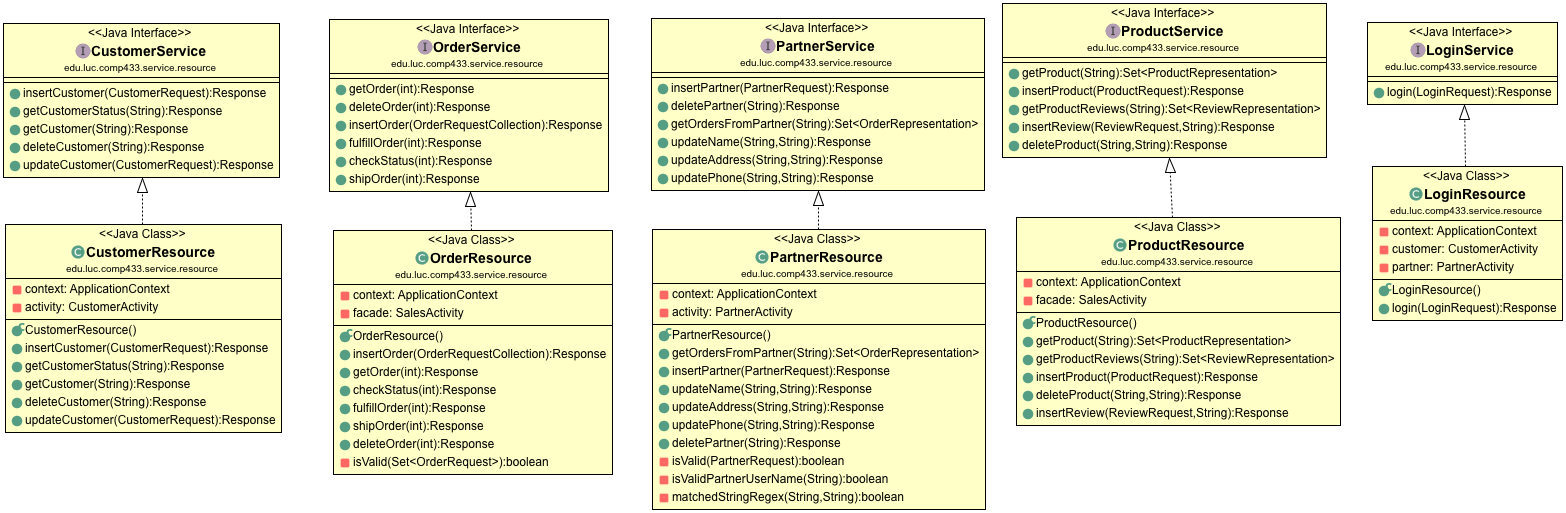 <<Java Interface>>
CustomerService
edu.luc.comp433.service.resource
insertCustomer(CustomerRequest):Response
getCustomerStatus(String):Response
getCustomer(String):Response
deleteCustomer(String):Response
updateCustomer(CustomerRequest):Response
<<Java Class>>
CustomerResource
edu.luc.comp433.service.resource
context: ApplicationContext
activity: CustomerActivity
CustomerResource()
insertCustomer(CustomerRequest):Response
getCustomerStatus(String):Response
getCustomer(String):Response
deleteCustomer(String):Response
updateCustomer(CustomerRequest):Response
<<Java Interface>>
OrderService
edu.luc.comp433.service.resource
getOrder(int):Response
deleteOrder(int):Response
insertOrder(OrderRequestCollection):Response
fulfillOrder(int):Response
checkStatus(int):Response
shipOrder(int):Response
<<Java Class>>
OrderResource
edu.luc.comp433.service.resource
context: ApplicationContext
facade: SalesActivity
OrderResource()
insertOrder(OrderRequestCollection):Response
getOrder(int):Response
checkStatus(int):Response
fulfillOrder(int):Response
shipOrder(int):Response
deleteOrder(int):Response
isValid(Set<OrderRequest>):boolean
<<Java Interface>>
PartnerService
edu.luc.comp433.service.resource
insertPartner(PartnerRequest):Response
deletePartner(String):Response
getOrdersFromPartner(String):Set<OrderRepresentation>
updateName(String,String):Response
updateAddress(String,String):Response
updatePhone(String,String):Response
<<Java Class>>
PartnerResource
edu.luc.comp433.service.resource
context: ApplicationContext
activity: PartnerActivity
PartnerResource()
getOrdersFromPartner(String):Set<OrderRepresentation>
insertPartner(PartnerRequest):Response
updateName(String,String):Response
updateAddress(String,String):Response
updatePhone(String,String):Response
deletePartner(String):Response
isValid(PartnerRequest):boolean
isValidPartnerUserName(String):boolean
matchedStringRegex(String,String):boolean
<<Java Interface>>
ProductService
edu.luc.comp433.service.resource
getProduct(String):Set<ProductRepresentation>
insertProduct(ProductRequest):Response
getProductReviews(String):Set<ReviewRepresentation>
insertReview(ReviewRequest,String):Response
deleteProduct(String,String):Response
<<Java Class>>
ProductResource
edu.luc.comp433.service.resource
context: ApplicationContext
facade: SalesActivity
ProductResource()
getProduct(String):Set<ProductRepresentation>
getProductReviews(String):Set<ReviewRepresentation>
insertProduct(ProductRequest):Response
deleteProduct(String,String):Response
insertReview(ReviewRequest,String):Response
<<Java Interface>>
LoginService
edu.luc.comp433.service.resource
login(LoginRequest):Response
<<Java Class>>
LoginResource
edu.luc.comp433.service.resource
context: ApplicationContext
customer: CustomerActivity
partner: PartnerActivity
LoginResource()
login(LoginRequest):Response